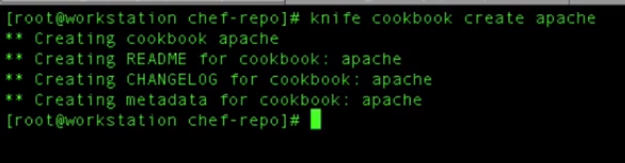 [root@workstation chef-repo]# knife cookbook create apache
** Creating cookbook apache
** Creating README for cookbook: apache
** Creating CHANGELOG for cookbook: apache
** Creating metadata for cookbook: apache
[root@workstation chef-repo]#